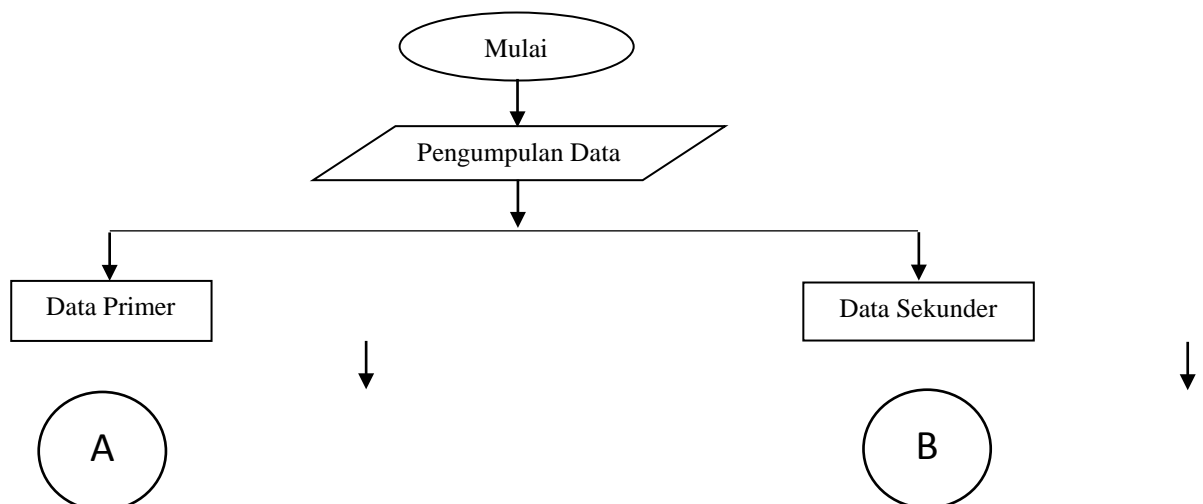 Mulai
Pengumpulan Data
Data Primer
Data Sekunder
A
B